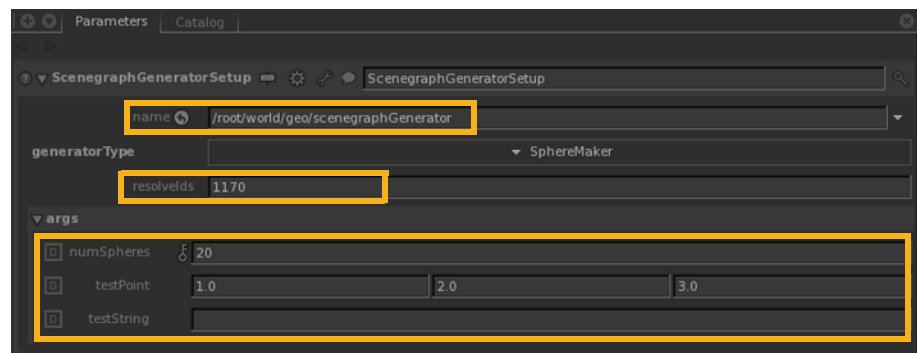 Parameters Catalog
ScenegraphGeneratorSetup ScenegraphGeneratorSetup
name /root/world/geo/scenegraphGenerator
generatorType SphereMaker
resolveIds 1170
args
D numSpheres 20
D testPoint 1.0 2.0 3.0
D testString